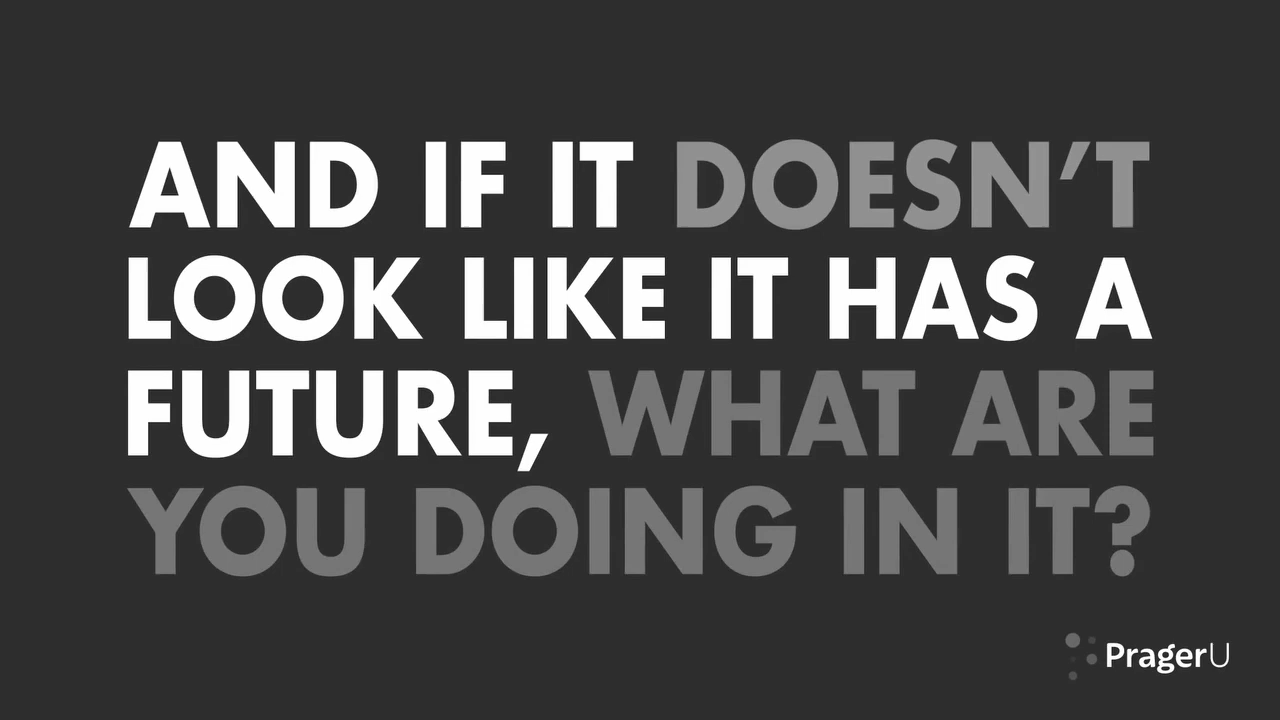 AND IF IT DOESN’T
LOOK LIKE IT HAS A
FUTURE, WHAT ARE
YOU DOING IN IT?
PragerU